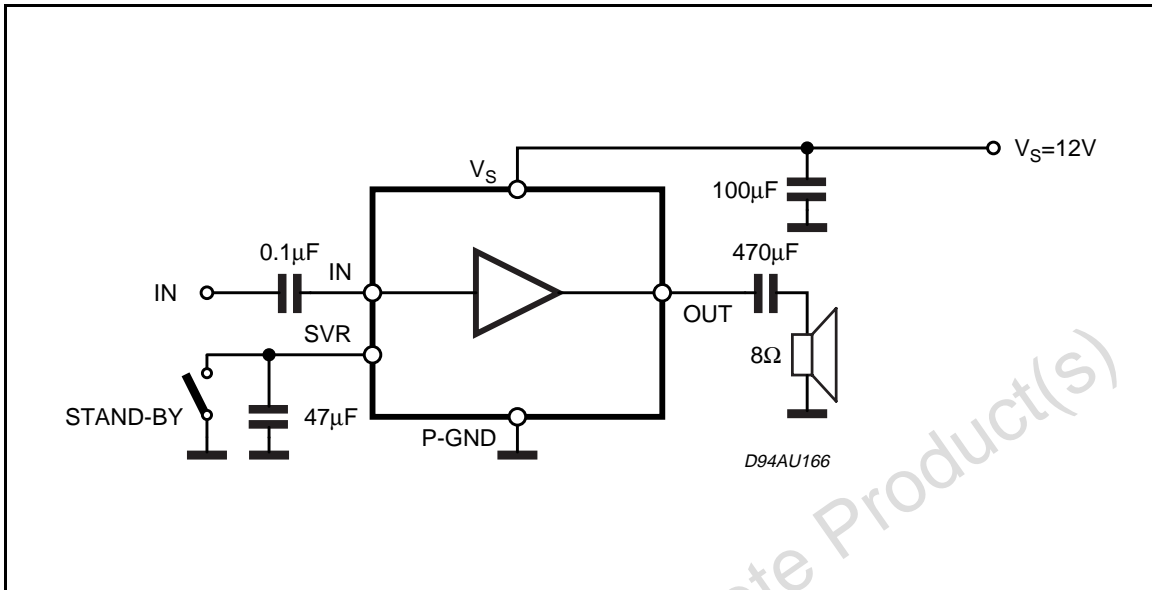 V_S=12V
V_S
100µF
0.1µF
470µF
IN
IN
OUT
SVR
8Ω
STAND-BY
47µF
P-GND
D94AU166
Product(s)